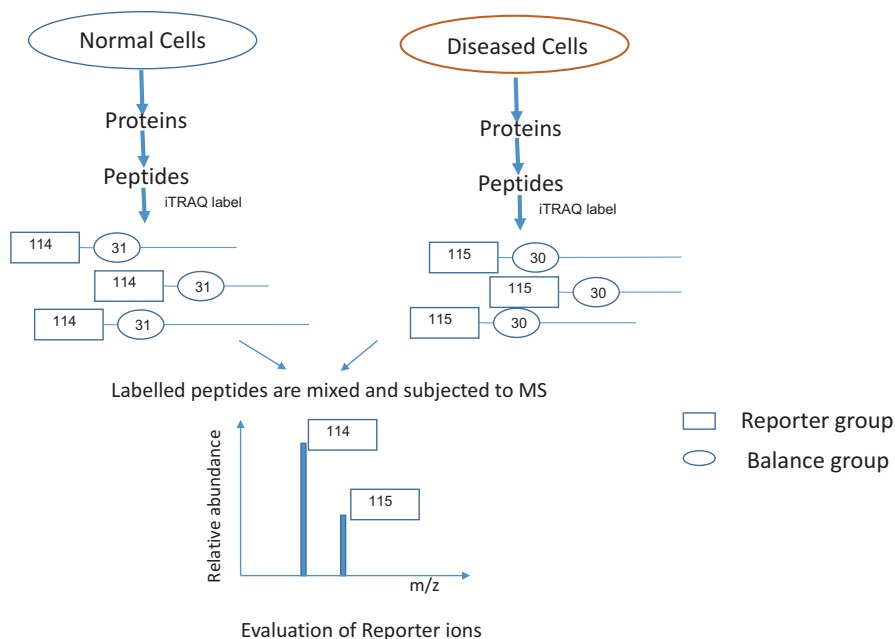 Normal Cells
Diseased Cells
Proteins
Proteins
Peptides
Peptides
iTRAQ label
iTRAQ label
114 31
115 30
114 31
115 30
114 31
115 30
Labelled peptides are mixed and subjected to MS
114
115
Relative abundance
m/z
Reporter group
Balance group
Evaluation of Reporter ions